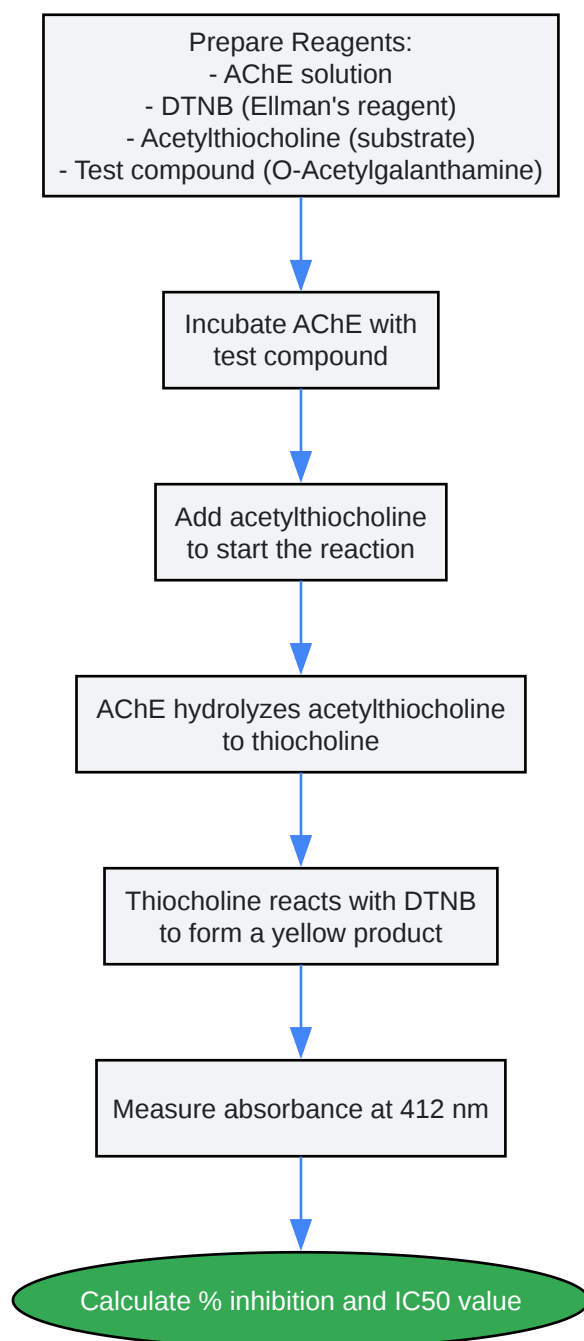 Prepare Reagents:
- AChE solution
- DTNB (Ellman's reagent)
- Acetylthiocholine (substrate)
- Test compound (O-Acetylgalanthamine)
Incubate AChE with
test compound
Add acetylthiocholine
to start the reaction
AChE hydrolyzes acetylthiocholine
to thiocholine
Thiocholine reacts with DTNB
to form a yellow product
Measure absorbance at 412 nm
Calculate % inhibition and IC50 value